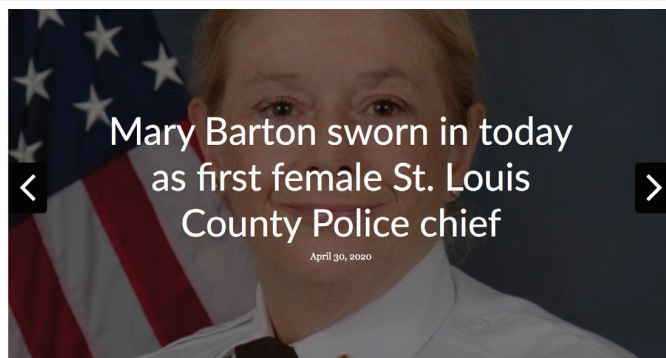 Mary Barton sworn in today
as first female St. Louis
County Police chief
April 30, 2020